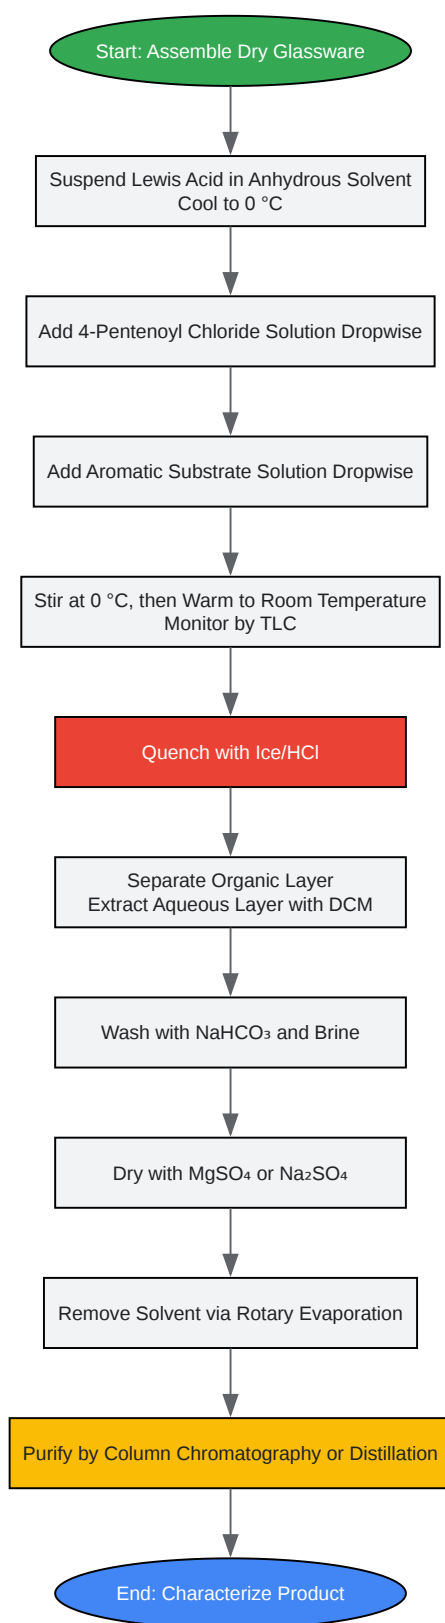 Start: Assemble Dry Glassware
Suspend Lewis Acid in Anhydrous Solvent
Cool to 0 °C
Add 4-Pentenoyl Chloride Solution Dropwise
Add Aromatic Substrate Solution Dropwise
Stir at 0 °C, then Warm to Room Temperature
Monitor by TLC
Quench with Ice/HCl
Separate Organic Layer
Extract Aqueous Layer with DCM
Wash with NaHCO₃ and Brine
Dry with MgSO₄ or Na₂SO₄
Remove Solvent via Rotary Evaporation
Purify by Column Chromatography or Distillation
End: Characterize Product